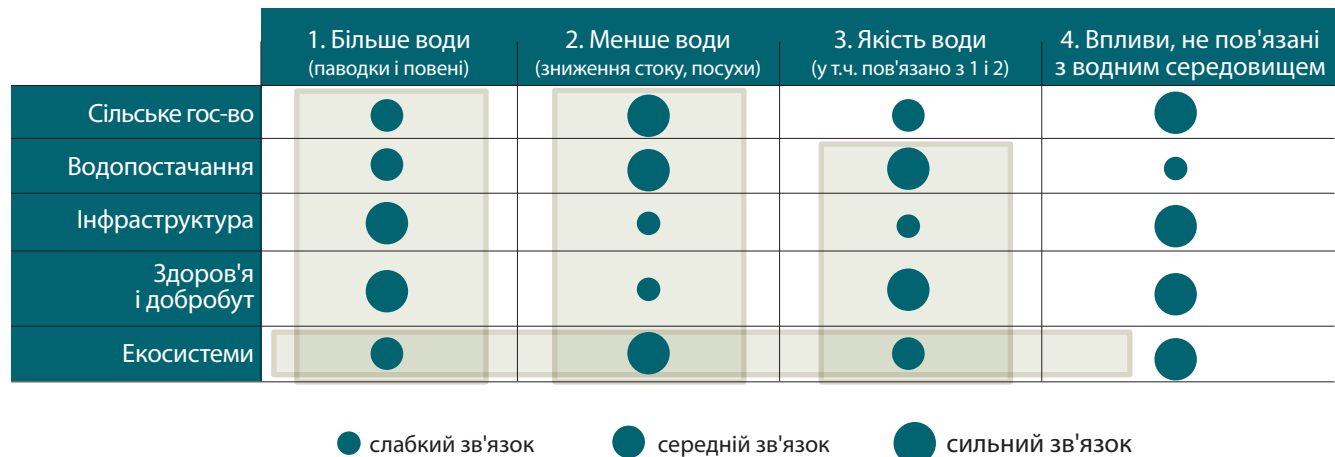 1. Більше води
(паводки і повені)
2. Менше води
(зниження стоку, посухи)
3. Якість води
(у т.ч. пов'язано з 1 і 2)
4. Впливи, не пов'язані
з водним середовищем
Сільське гос-во
Водопостачання
Інфраструктура
Здоров'я
і добробут
Екосистеми
слабкий зв'язок
середній зв'язок
сильний зв'язок